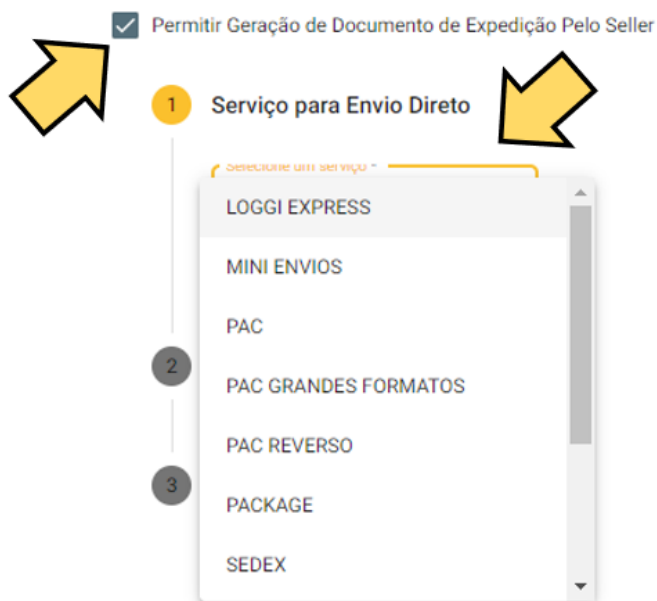 Permitir Geração de Documento de Expedição Pelo Seller
1 Serviço para Envio Direto
Selecione um serviço *
LOGGI EXPRESS
MINI ENVIOS
PAC
2
PAC GRANDES FORMATOS
PAC REVERSO
3
PACKAGE
SEDEX